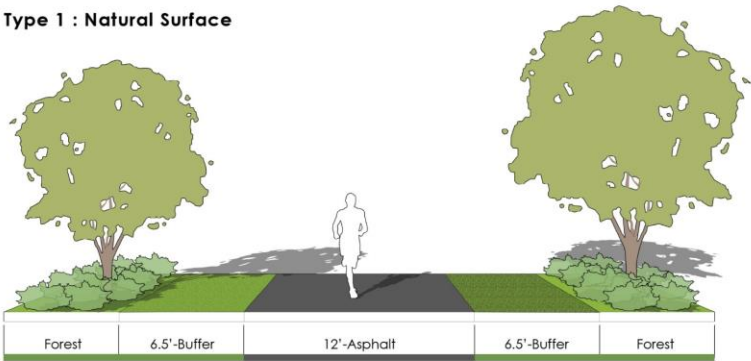 Type 1 : Natural Surface
Forest
6.5'-Buffer
12'-Asphalt
6.5'-Buffer
Forest